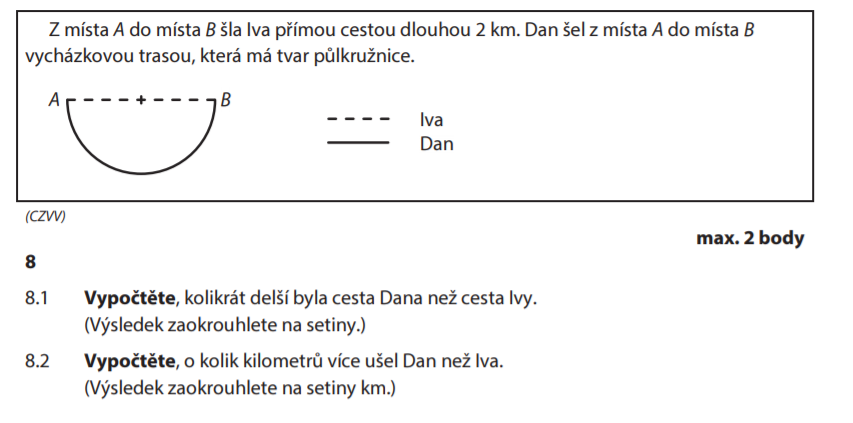 Z místa A do místa B šla Iva přímou cestou dlouhou 2 km. Dan šel z místa A do místa B
vycházkovou trasou, která má tvar půlkružnice.
A B
Iva
Dan
(CZVV)
max. 2 body
8
8.1 Vypočtěte, kolikrát delší byla cesta Dana než cesta Ivy.
(Výsledek zaokrouhlete na setiny.)
8.2 Vypočtěte, o kolik kilometrů více ušel Dan než Iva.
(Výsledek zaokrouhlete na setiny km.)